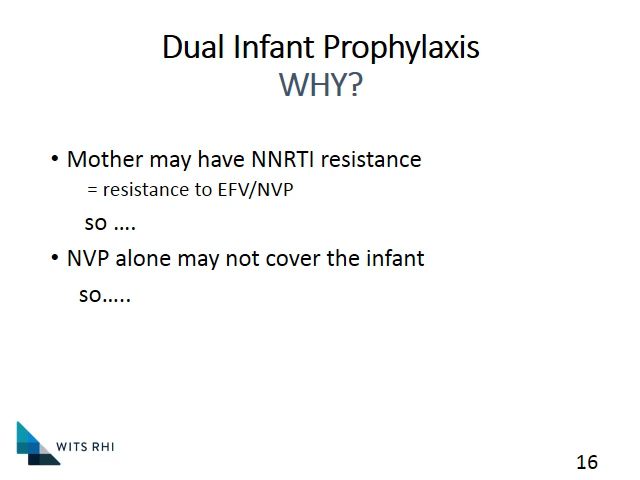 Dual Infant Prophylaxis
WHY?
• Mother may have NNRTI resistance
= resistance to EFV/NVP
so ….
• NVP alone may not cover the infant
so…..
WITS RHI
16